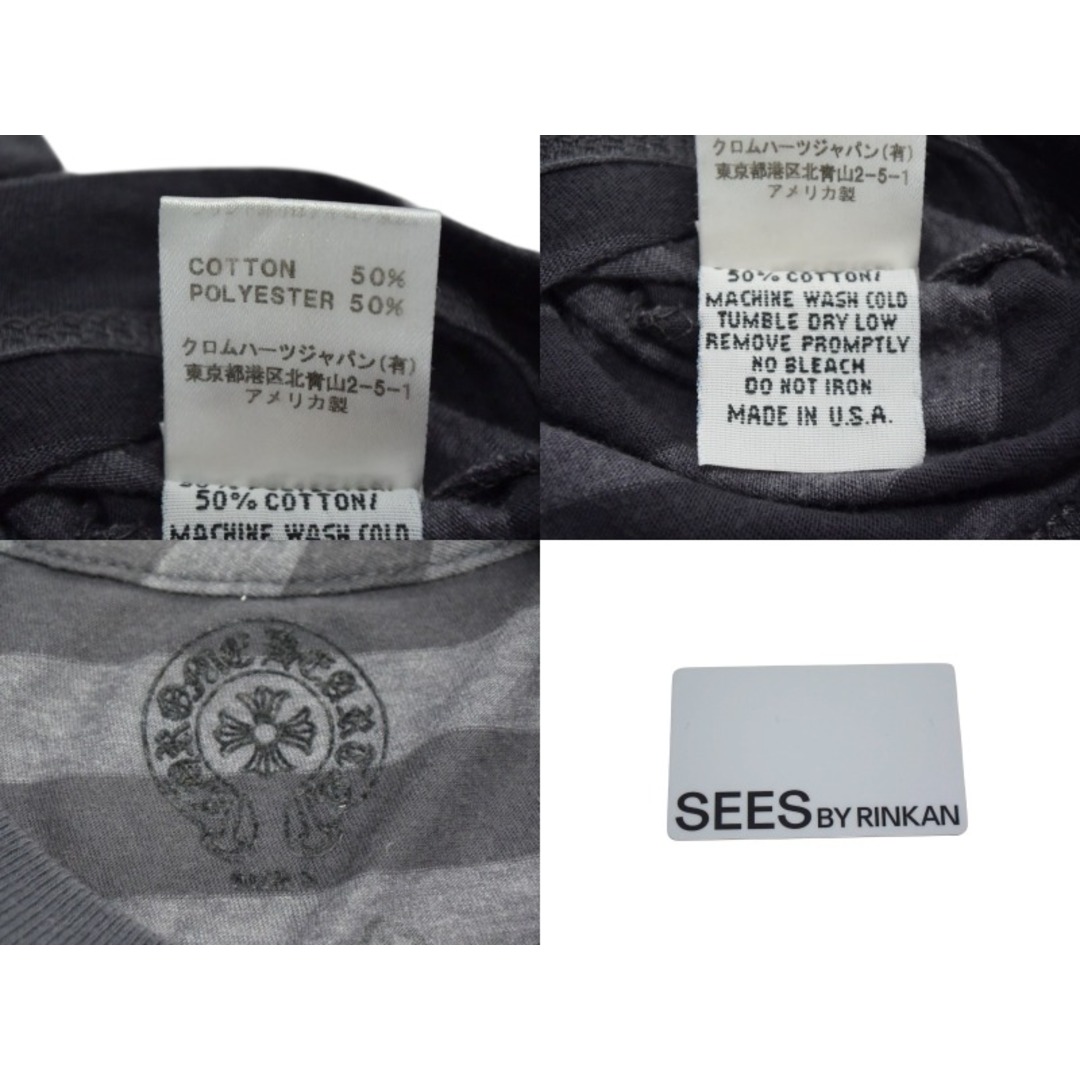 COTTON 50%
POLYESTER 50%
クロムハーツジャパン(有)
東京都港区北青山2-5-1
アメリカ製
50% COTTON/
MACHINE WASH COLD
クロムハーツジャパン(有)
東京都港区北青山2-5-1
アメリカ製
50% COTTON/
MACHINE WASH COLD
TUMBLE DRY LOW
REMOVE PROMPTLY
NO BLEACH
DO NOT IRON
MADE IN U.S.A.
CHROME HEARTS
SEES BY RINKAN